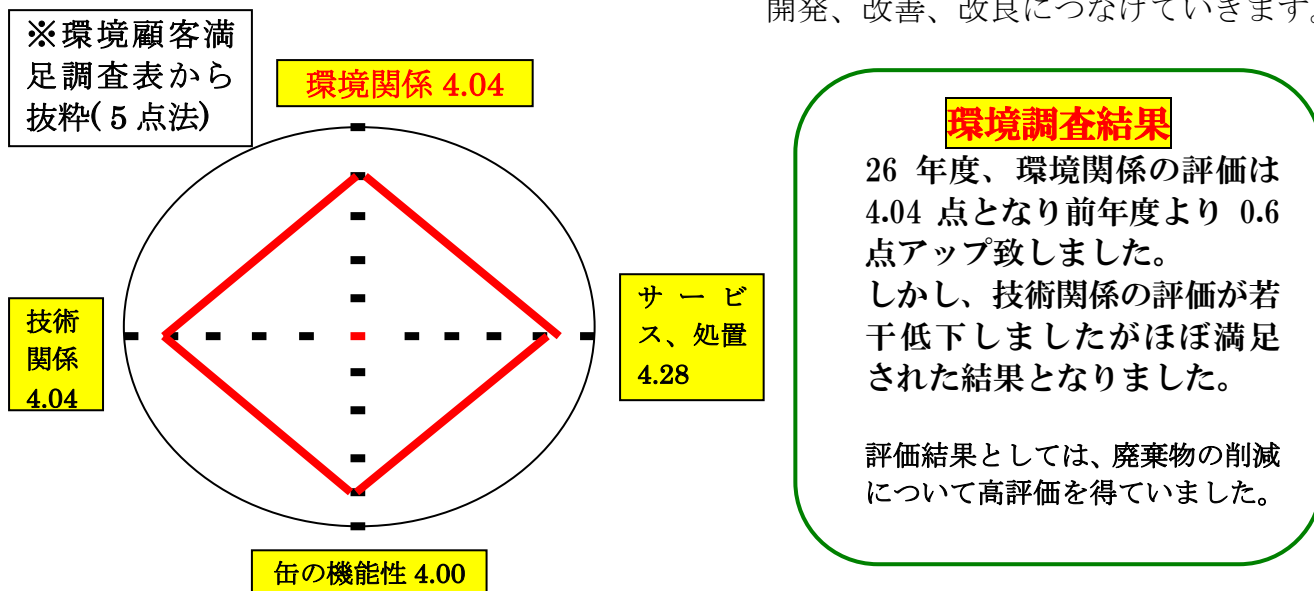 開発、改善、改良につなげていきます。
※環境顧客満
足調査表から
抜粋(5点法)
環境関係 4.04
技術
関係
4.04
サービ
ス、処置
4.28
缶の機能性 4.00
環境調査結果
26 年度、環境関係の評価は
4.04 点となり前年度より 0.6
点アップ致しました。
しかし、技術関係の評価が若
干低下しましたがほぼ満足
された結果となりました。
評価結果としては、廃棄物の削減
について高評価を得ていました。